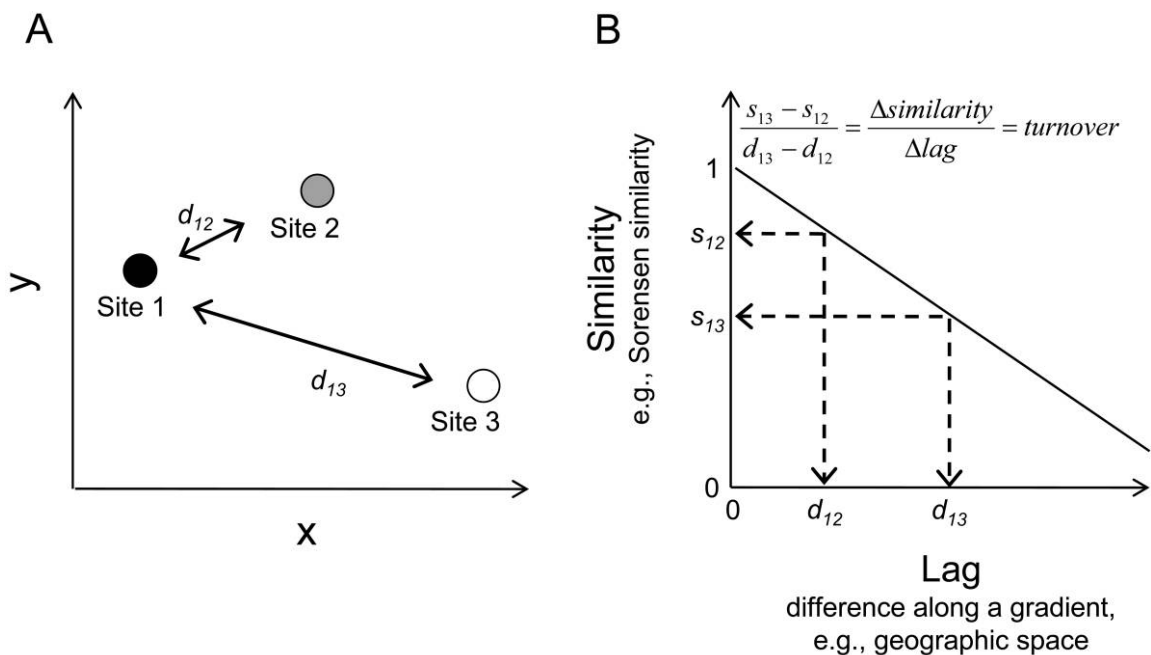 A
y
d12
Site 2
Site 1
d13
Site 3
x
B
s13 − s12 / d13 − d12 = Δsimilarity / Δlag = turnover
Similarity
e.g., Sorensen similarity
1
s12
s13
0
0
d12
d13
Lag
difference along a gradient,
e.g., geographic space